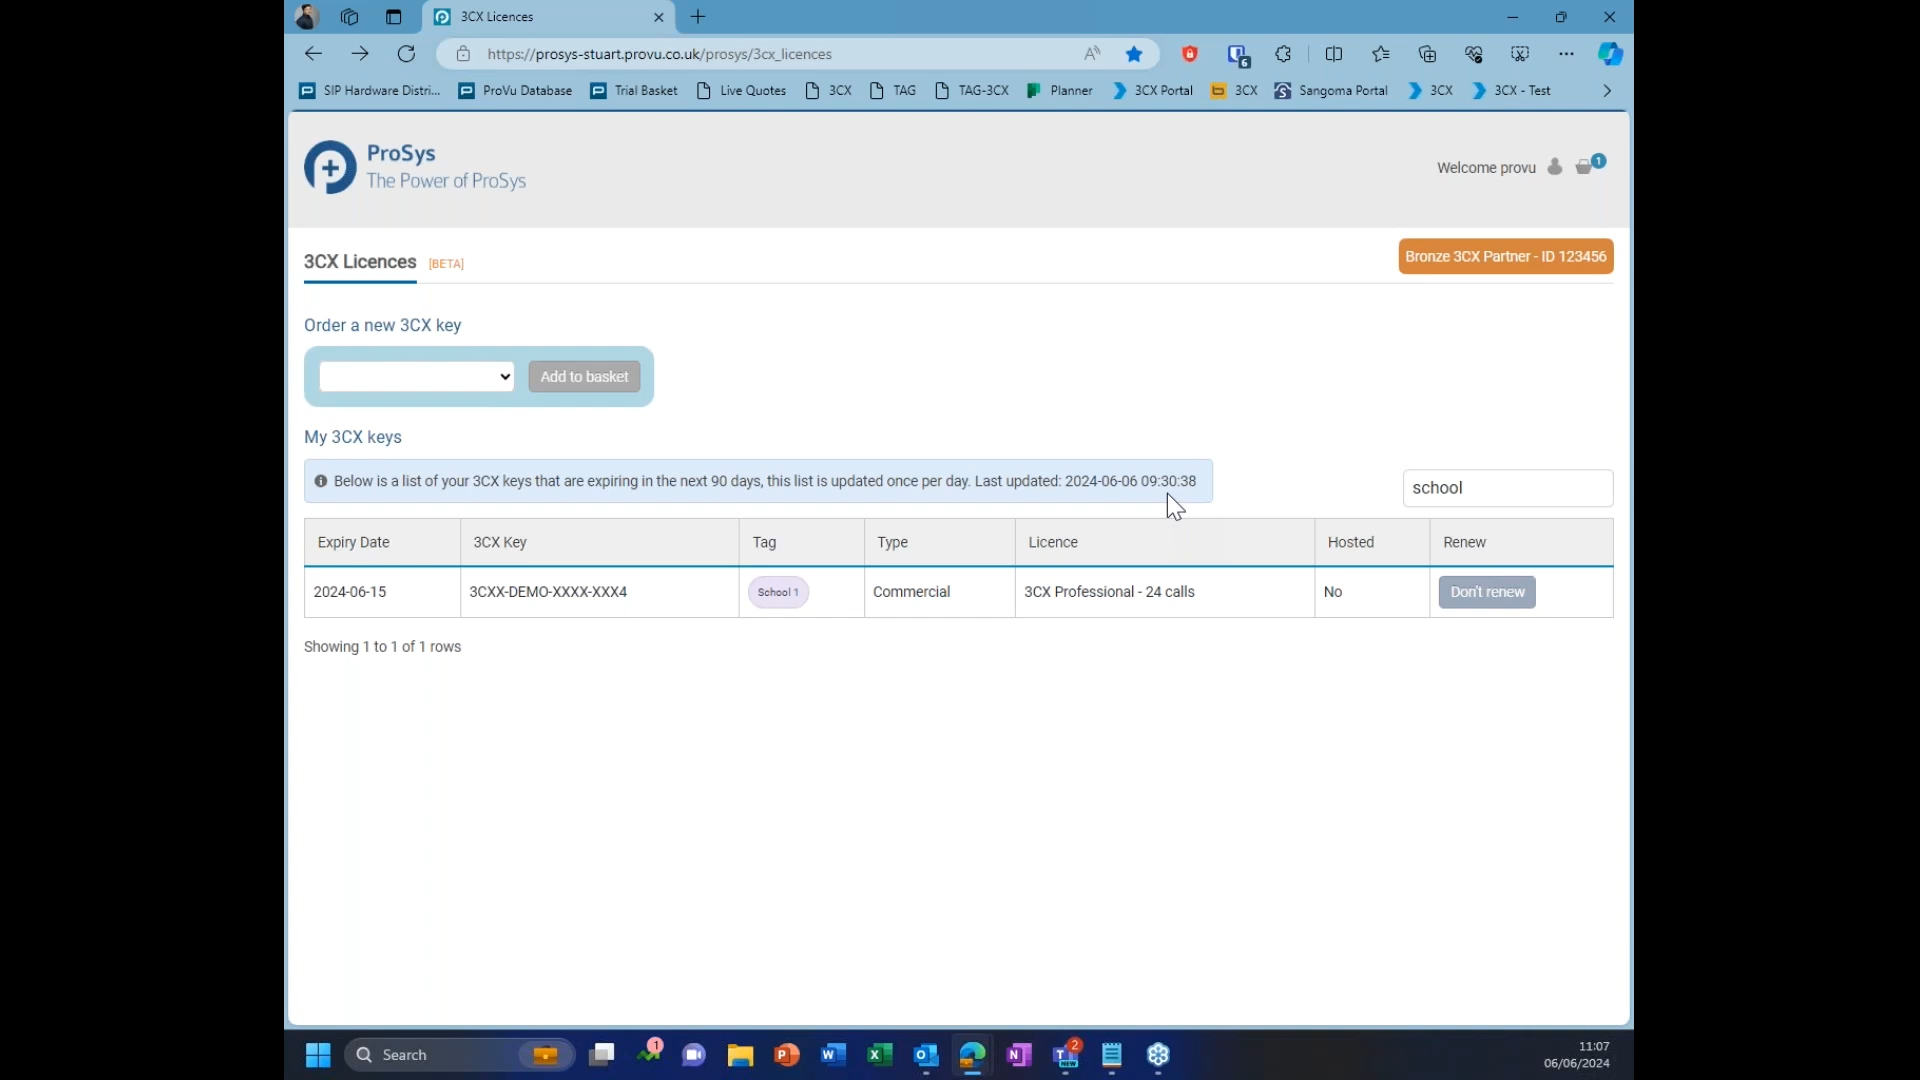 3CX Licences
https://prosys-stuart.provu.co.uk/prosys/3cx_licences
6
SIP Hardware Distri... ProVu Database Trial Basket Live Quotes 3CX TAG TAG-3CX Planner 3CX Portal 3CX Sangoma Portal 3CX 3CX - Test
ProSys
The Power of ProSys
Welcome provu 1
3CX Licences [BETA]
Bronze 3CX Partner - ID 123456
Order a new 3CX key
Add to basket
My 3CX keys
Below is a list of your 3CX keys that are expiring in the next 90 days, this list is updated once per day. Last updated: 2024-06-06 09:30:38
school
Expiry Date 3CX Key Tag Type Licence Hosted Renew
2024-06-15 3CXX-DEMO-XXXX-XXX4 School 1 Commercial 3CX Professional - 24 calls No Don't renew
Showing 1 to 1 of 1 rows
Search 1 2
11:07
06/06/2024